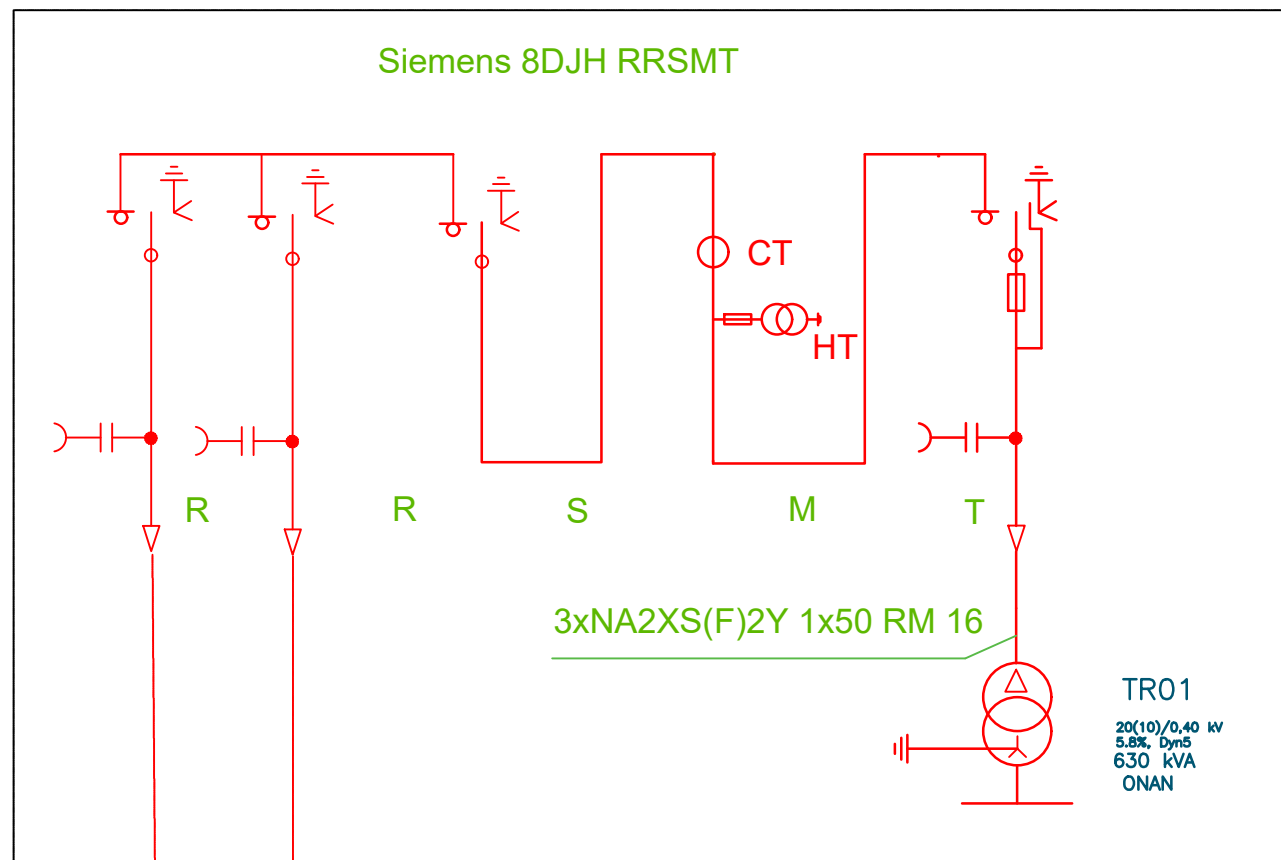 Siemens 8DJH RRSMT
CT
HT
R
R
S
M
T
3xNA2XS(F)2Y 1x50 RM 16
TR01
20(10)/0,40 kV
5.8%, Dyn5
630 kVA
ONAN